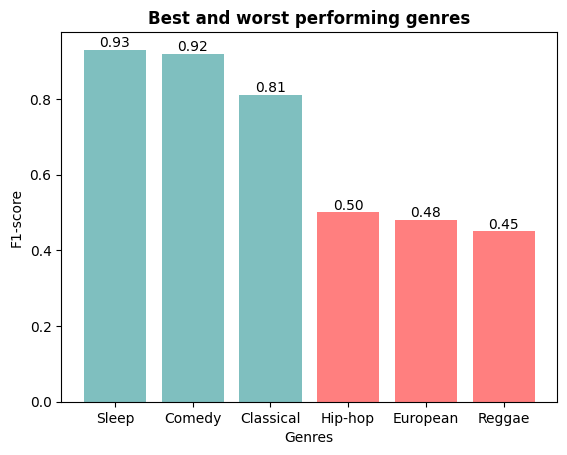 Best and worst performing genres
0.93
0.92
0.81
0.50
0.48
0.45
0.8
0.6
0.4
0.2
0.0
F1-score
Sleep Comedy Classical Hip-hop European Reggae
Genres